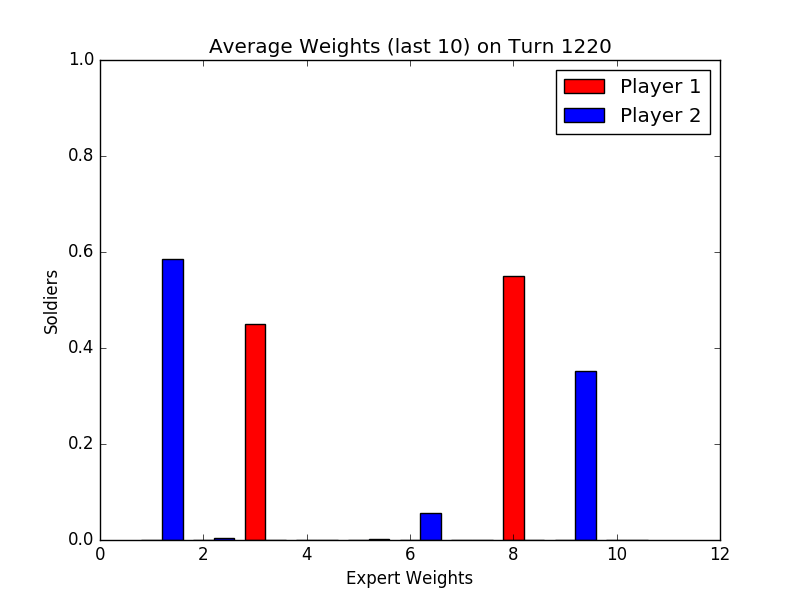 Average Weights (last 10) on Turn 1220
1.0
0.8
0.6
0.4
0.2
0.0
Soldiers
Player 1
Player 2
0 2 4 6 8 10 12
Expert Weights